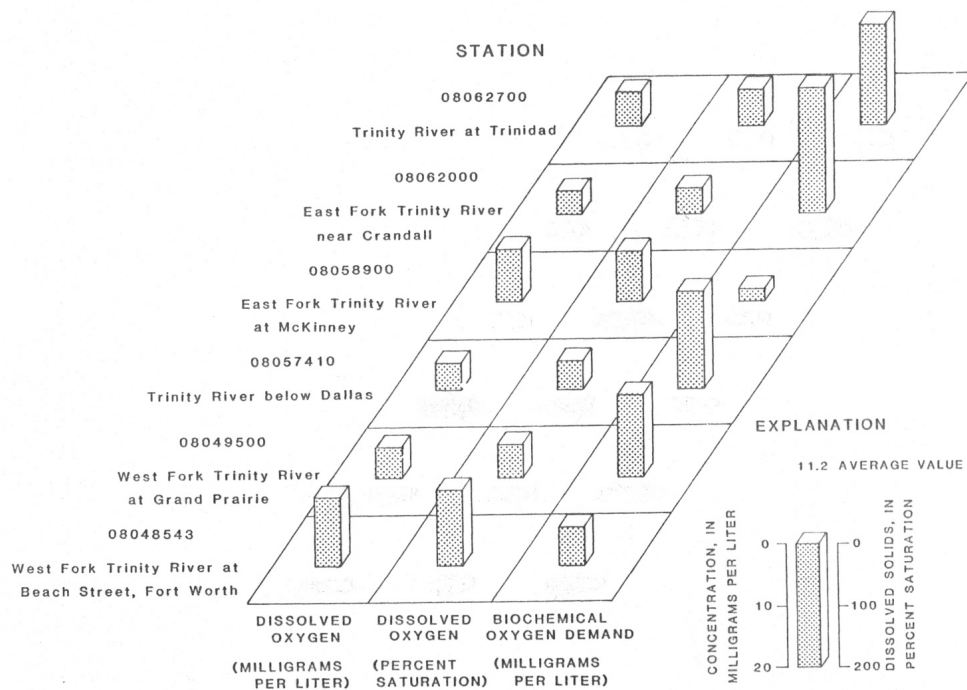 STATION
08062700
Trinity River at Trinidad
08062000
East Fork Trinity River
near Crandall
08058900
East Fork Trinity River
at McKinney
08057410
Trinity River below Dallas
08049500
West Fork Trinity River
at Grand Prairie
08048543
West Fork Trinity River at
Beach Street, Fort Worth
DISSOLVED
OXYGEN
(MILLIGRAMS
PER LITER)
DISSOLVED
OXYGEN
(PERCENT
SATURATION)
BIOCHEMICAL
OXYGEN DEMAND
(MILLIGRAMS
PER LITER)
EXPLANATION
11.2 AVERAGE VALUE
CONCENTRATION, IN
MILLIGRAMS PER LITER
0
10
20
0
100
200
DISSOLVED SOLIDS, IN
PERCENT SATURATION